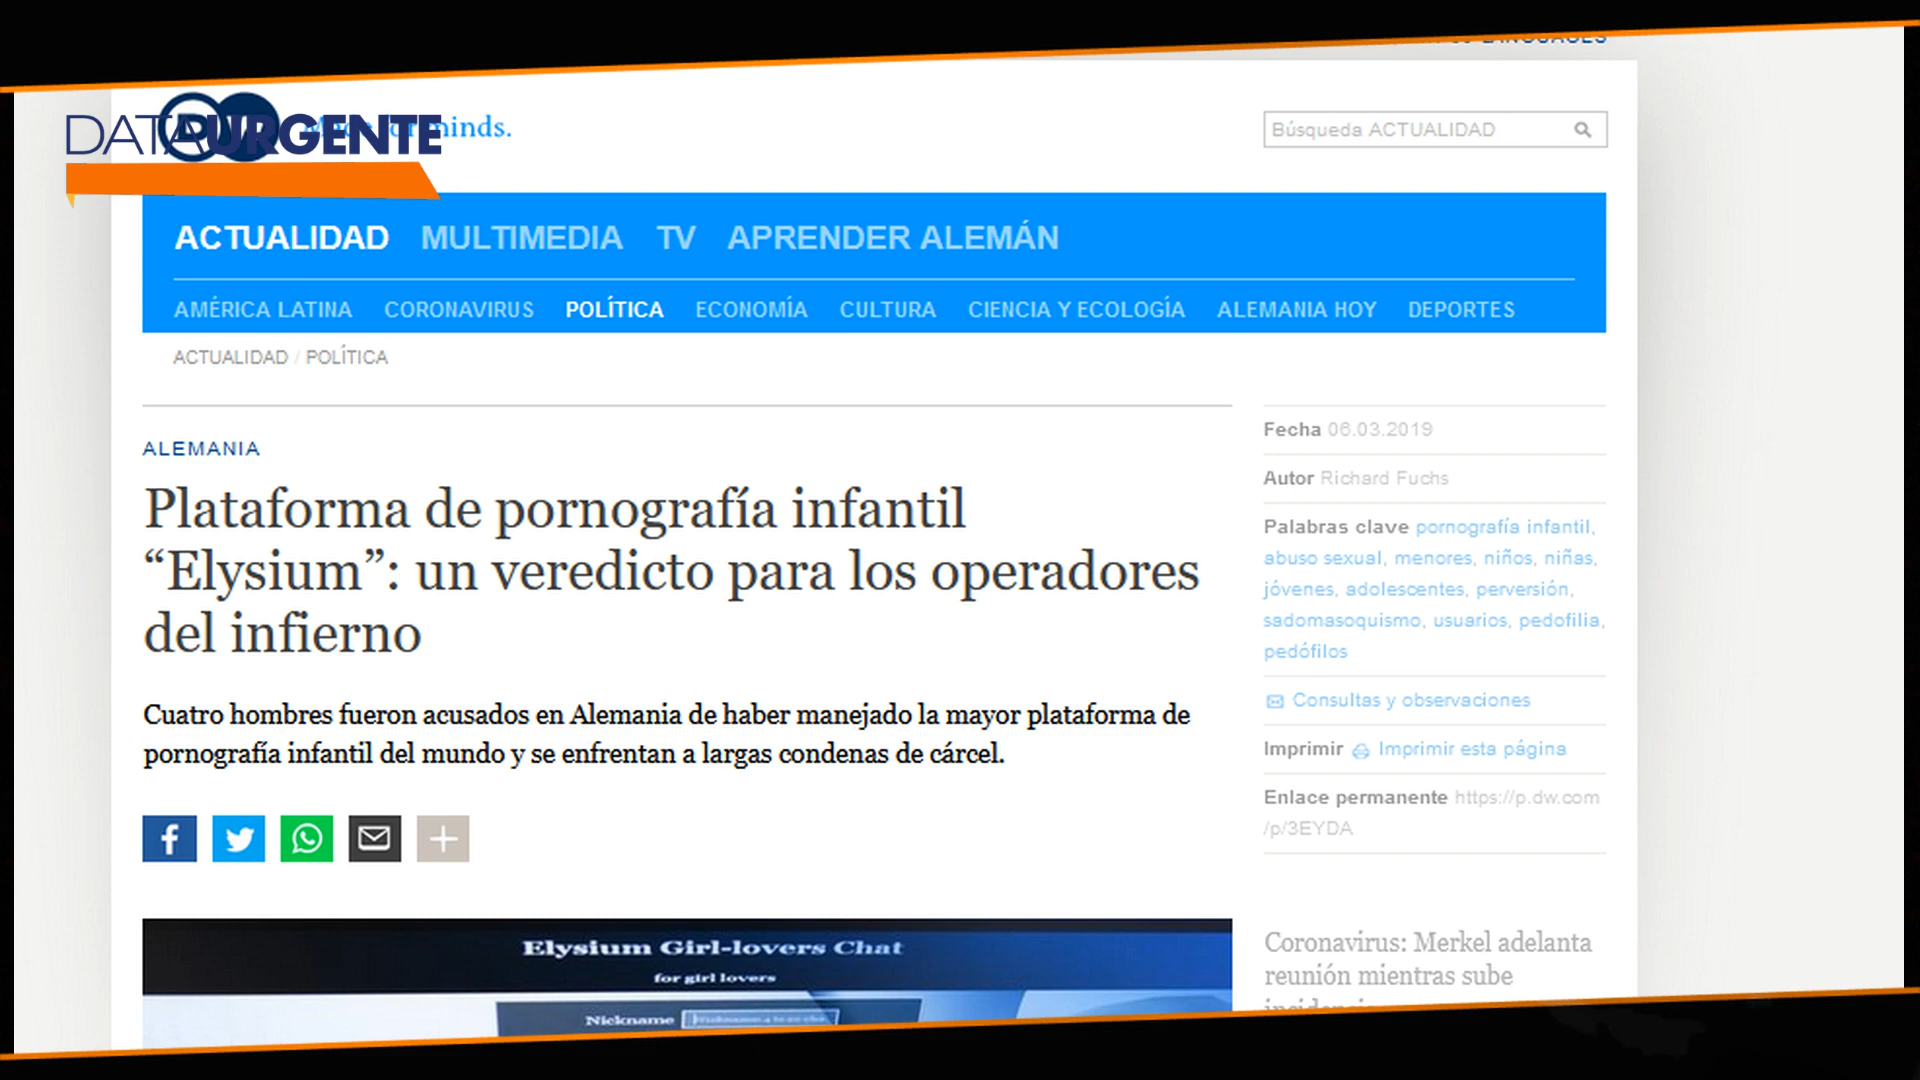 DATAURGENTE
minds.
Búsqueda ACTUALIDAD
ACTUALIDAD MULTIMEDIA TV APRENDER ALEMÁN
AMÉRICA LATINA CORONAVIRUS POLÍTICA ECONOMÍA CULTURA CIENCIA Y ECOLOGÍA ALEMANIA HOY DEPORTES
ACTUALIDAD / POLÍTICA
ALEMANIA
Plataforma de pornografía infantil
“Elysium”: un veredicto para los operadores
del infierno
Cuatro hombres fueron acusados en Alemania de haber manejado la mayor plataforma de
pornografía infantil del mundo y se enfrentan a largas condenas de cárcel.
Elysium Girl-lovers Chat
for girl lovers
Nickname
Fecha 06.03.2019
Autor Richard Fuchs
Palabras clave pornografía infantil,
abuso sexual, menores, niños, niñas,
jóvenes, adolescentes, perversión,
sadomasoquismo, usuarios, pedofilia,
pedófilos
Consultas y observaciones
Imprimir Imprimir esta página
Enlace permanente https://p.dw.com
/p/3EYDA
Coronavirus: Merkel adelanta
reunión mientras sube